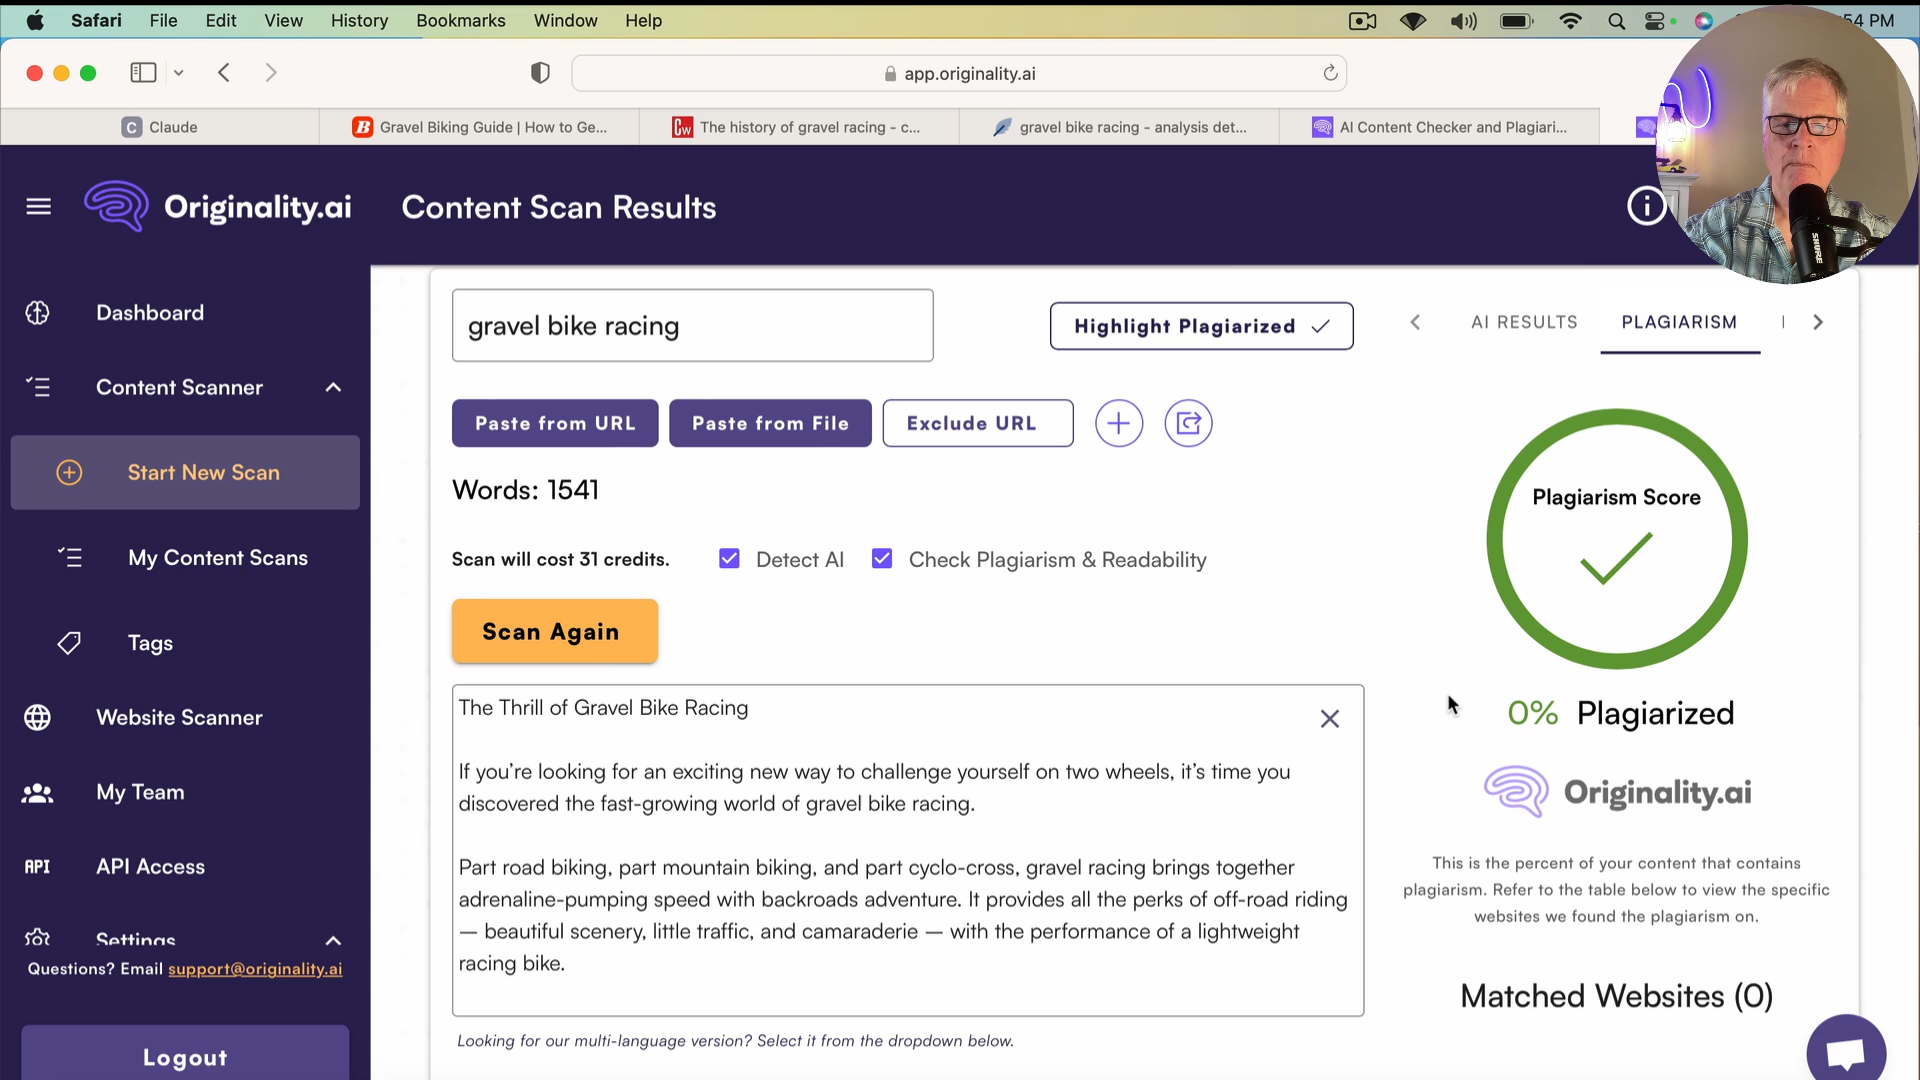 Safari File Edit View History Bookmarks Window Help
54 PM
app.originality.ai
C Claude
B Gravel Biking Guide | How to Ge...
Cw The history of gravel racing - c...
gravel bike racing - analysis det...
AI Content Checker and Plagiari...
Originality.ai
Content Scan Results
Dashboard
Content Scanner
Start New Scan
My Content Scans
Tags
Website Scanner
My Team
API API Access
Settings
Questions? Email support@originality.ai
Logout
gravel bike racing
Highlight Plagiarized
Paste from URL
Paste from File
Exclude URL
Words: 1541
Scan will cost 31 credits.
Detect AI
Check Plagiarism & Readability
Scan Again
The Thrill of Gravel Bike Racing
If you’re looking for an exciting new way to challenge yourself on two wheels, it’s time you
discovered the fast-growing world of gravel bike racing.
Part road biking, part mountain biking, and part cyclo-cross, gravel racing brings together
adrenaline-pumping speed with backroads adventure. It provides all the perks of off-road riding
— beautiful scenery, little traffic, and camaraderie — with the performance of a lightweight
racing bike.
Looking for our multi-language version? Select it from the dropdown below.
AI RESULTS
PLAGIARISM
Plagiarism Score
0% Plagiarized
Originality.ai
This is the percent of your content that contains
plagiarism. Refer to the table below to view the specific
websites we found the plagiarism on.
Matched Websites (0)
SHURE